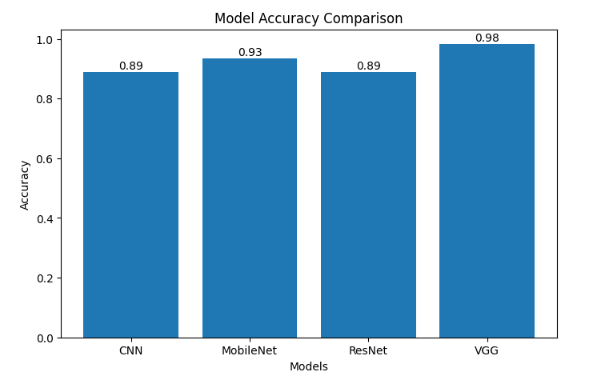 Model Accuracy Comparison
1.0
0.8
0.6
0.4
0.2
0.0
Accuracy
0.89
0.93
0.89
0.98
CNN
MobileNet
ResNet
VGG
Models